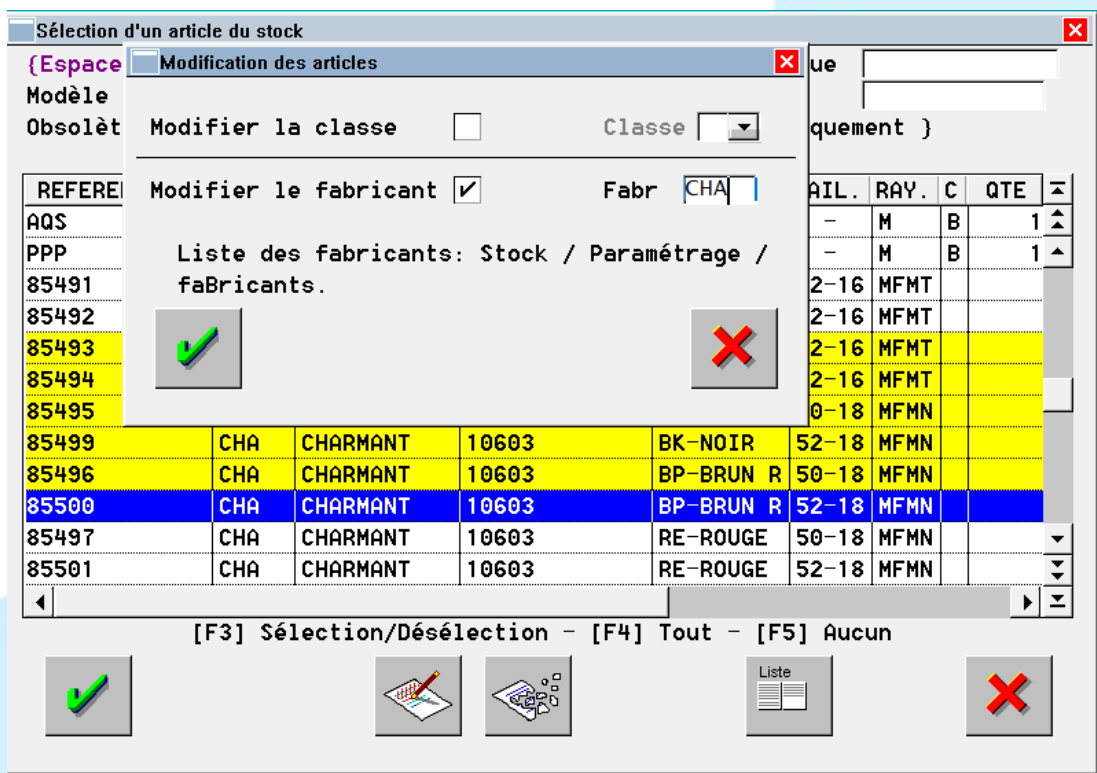 Sélection d'un article du stock
{Espace
Modification des articles
ue
Modèle
Obsolèt
Modifier la classe
Classe
quement }
REFEREN
Modifier le fabricant ✔
Fabr CHA
AIL. RAY. C QTE
AQS - M B 1
PPP - M B 1
Liste des fabricants: Stock / Paramétrage /
faBricants.
85491 2-16 MFMT
85492 2-16 MFMT
85493 2-16 MFMT
85494 2-16 MFMT
85495 0-18 MFMN
85499 CHA CHARMANT 10603 BK-NOIR 52-18 MFMN
85496 CHA CHARMANT 10603 BP-BRUN R 50-18 MFMN
85500 CHA CHARMANT 10603 BP-BRUN R 52-18 MFMN
85497 CHA CHARMANT 10603 RE-ROUGE 50-18 MFMN
85501 CHA CHARMANT 10603 RE-ROUGE 52-18 MFMN
[F3] Sélection/Désélection - [F4] Tout - [F5] Aucun
Liste